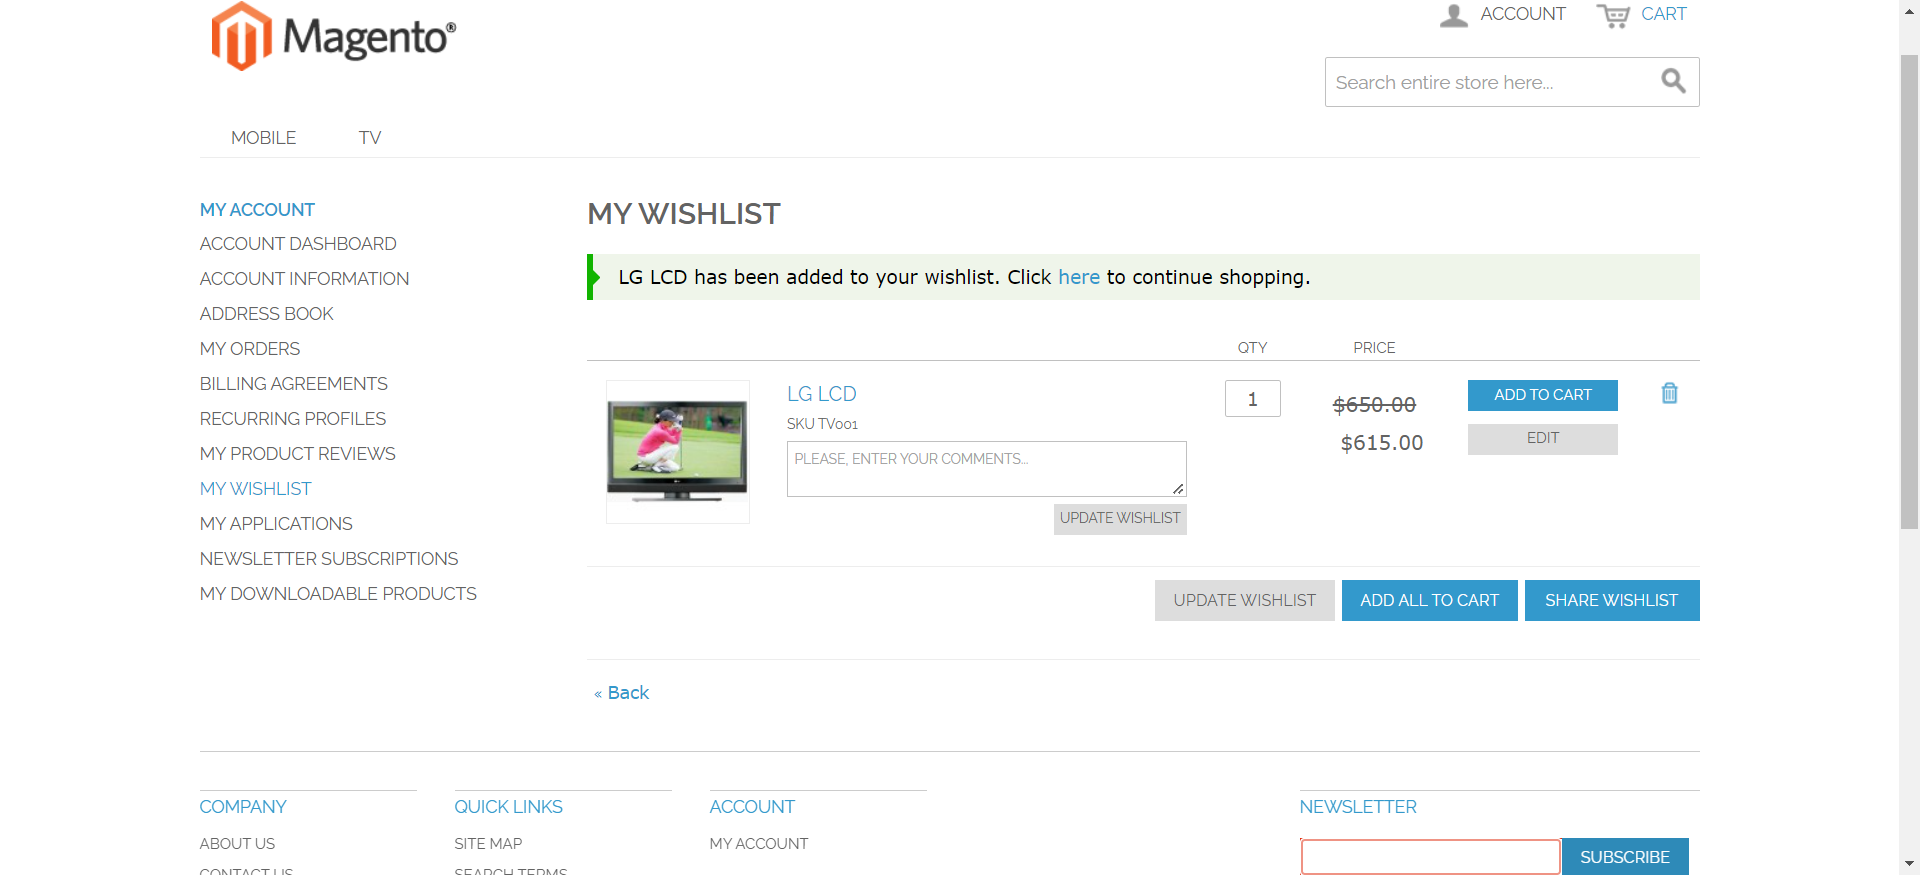 Magento®
ACCOUNT
CART
Search entire store here...
MOBILE
TV
MY ACCOUNT
ACCOUNT DASHBOARD
ACCOUNT INFORMATION
ADDRESS BOOK
MY ORDERS
BILLING AGREEMENTS
RECURRING PROFILES
MY PRODUCT REVIEWS
MY WISHLIST
MY APPLICATIONS
NEWSLETTER SUBSCRIPTIONS
MY DOWNLOADABLE PRODUCTS
MY WISHLIST
LG LCD has been added to your wishlist. Click here to continue shopping.
QTY PRICE
LG LCD
SKU TV001
PLEASE, ENTER YOUR COMMENTS...
UPDATE WISHLIST
1
$650.00
$615.00
ADD TO CART
EDIT
UPDATE WISHLIST
ADD ALL TO CART
SHARE WISHLIST
« Back
COMPANY
ABOUT US
CONTACT US
QUICK LINKS
SITE MAP
SEARCH TERMS
ACCOUNT
MY ACCOUNT
NEWSLETTER
SUBSCRIBE